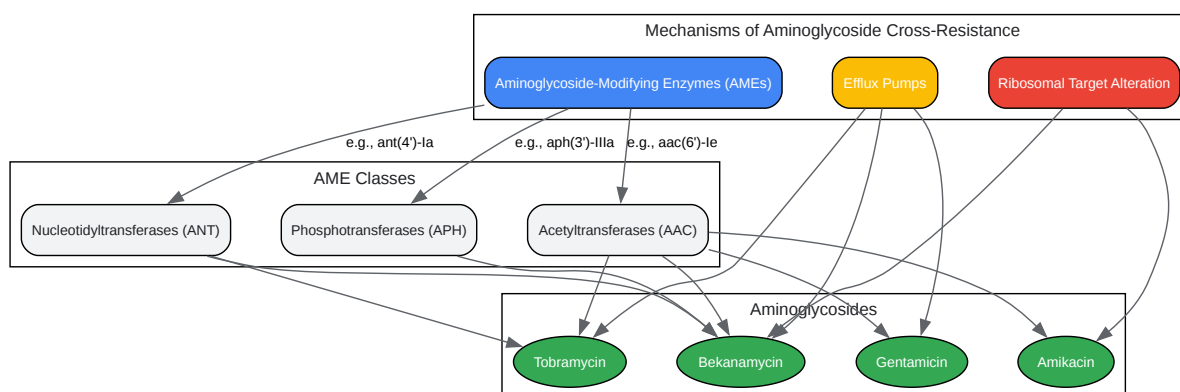 Mechanisms of Aminoglycoside Cross-Resistance
Aminoglycoside-Modifying Enzymes (AMEs)
Efflux Pumps
Ribosomal Target Alteration
e.g., ant(4')-Ia
e.g., aph(3')-IIIa
e.g., aac(6')-Ie
AME Classes
Nucleotidyltransferases (ANT)
Phosphotransferases (APH)
Acetyltransferases (AAC)
Aminoglycosides
Tobramycin
Bekanamycin
Gentamicin
Amikacin